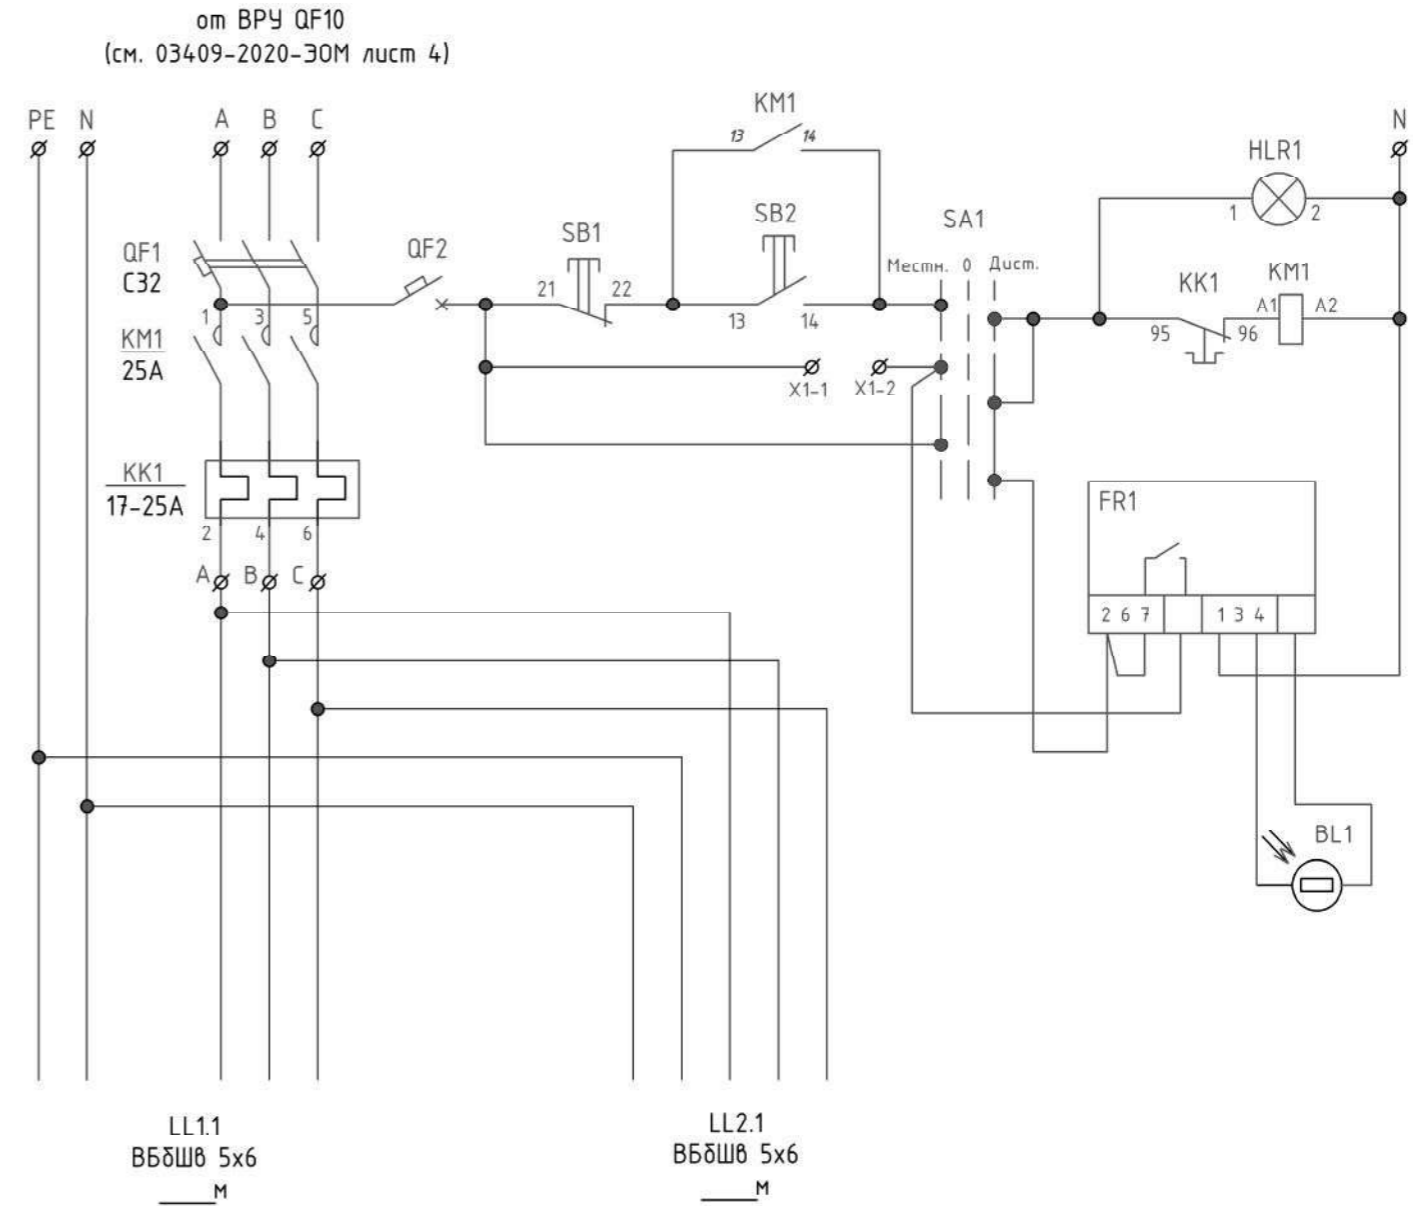 от ВРУ QF10
(см. 03409-2020-ЭОМ лист 4)
PE N A B C
KM1
13 14
N
HLR1
1 2
QF1
C32
QF2
SB1
21 22
SB2
13 14
SA1
Местн. 0 Дист.
KK1
95 96
KM1
A1 A2
1 3 5
KM1
25A
X1-1 X1-2
KK1
17-25A
2 4 6
A B C
FR1
2 6 7 1 3 4
BL1
LL1.1
ВБбШв 5x6
м
LL2.1
ВБбШв 5x6
м